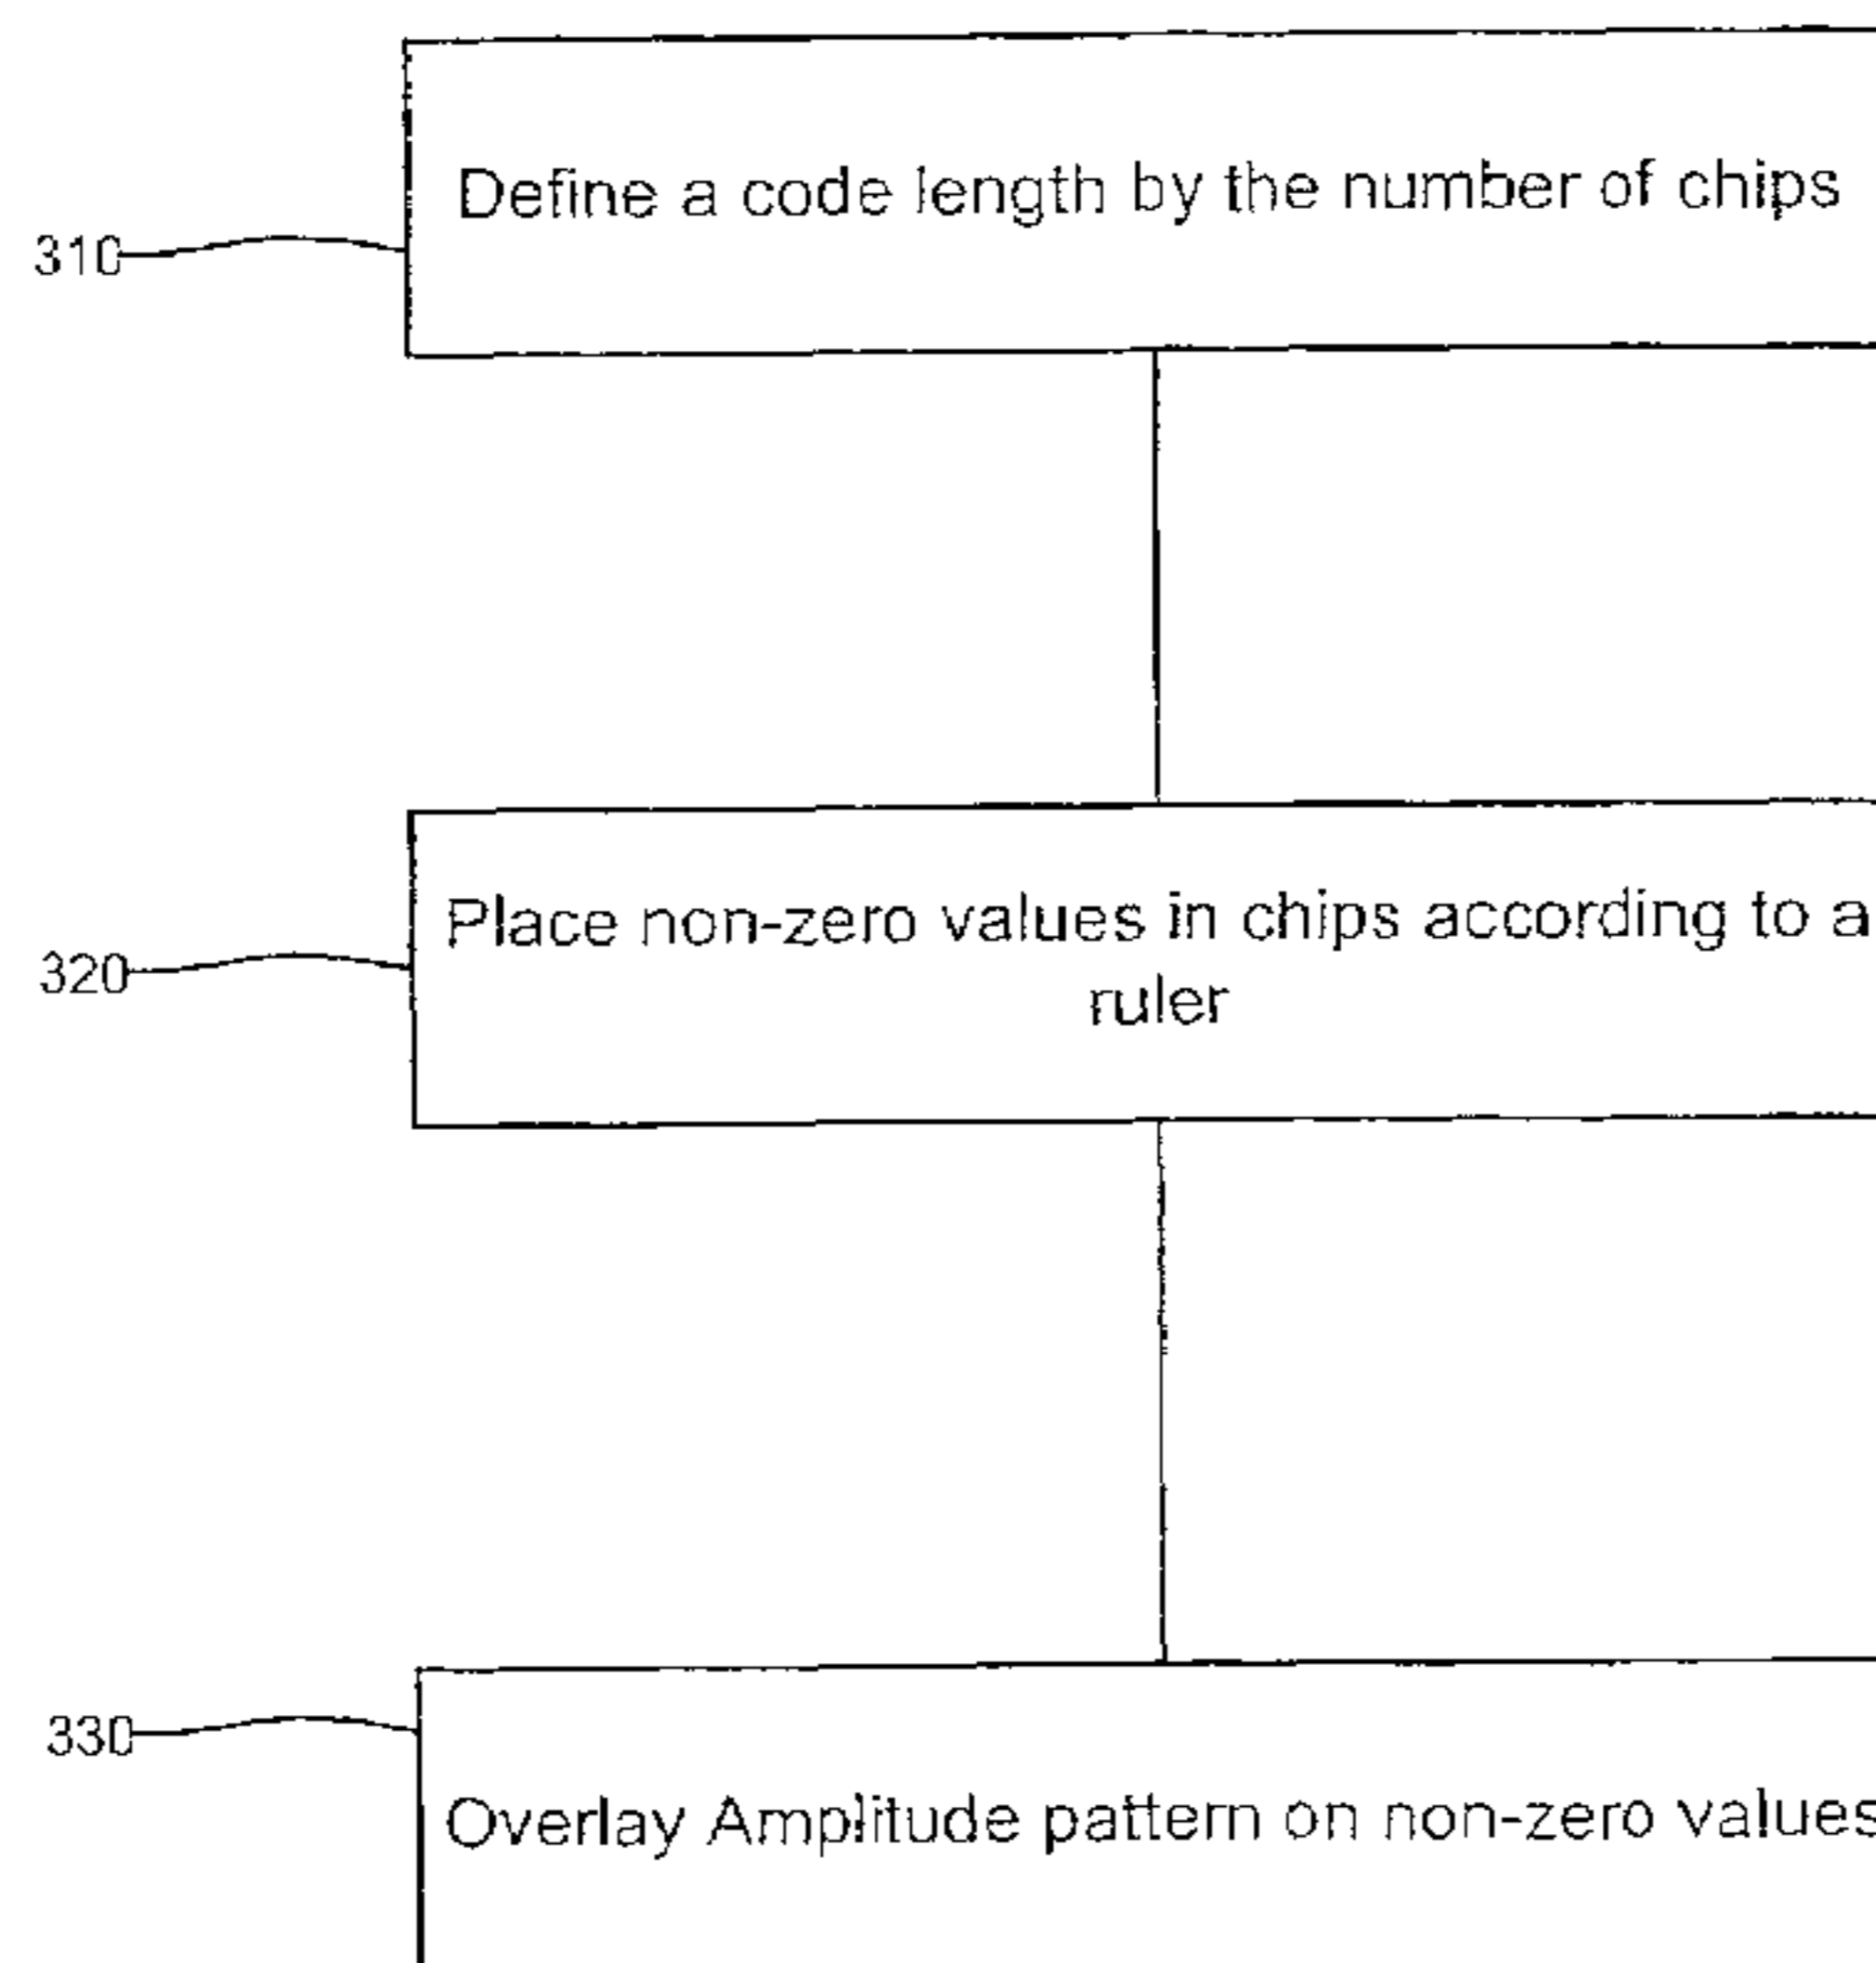 Define a code length by the number of chips
310
Place non-zero values in chips according to a
320
ruler
330
Overlay Amplitude pattern on non-zero values